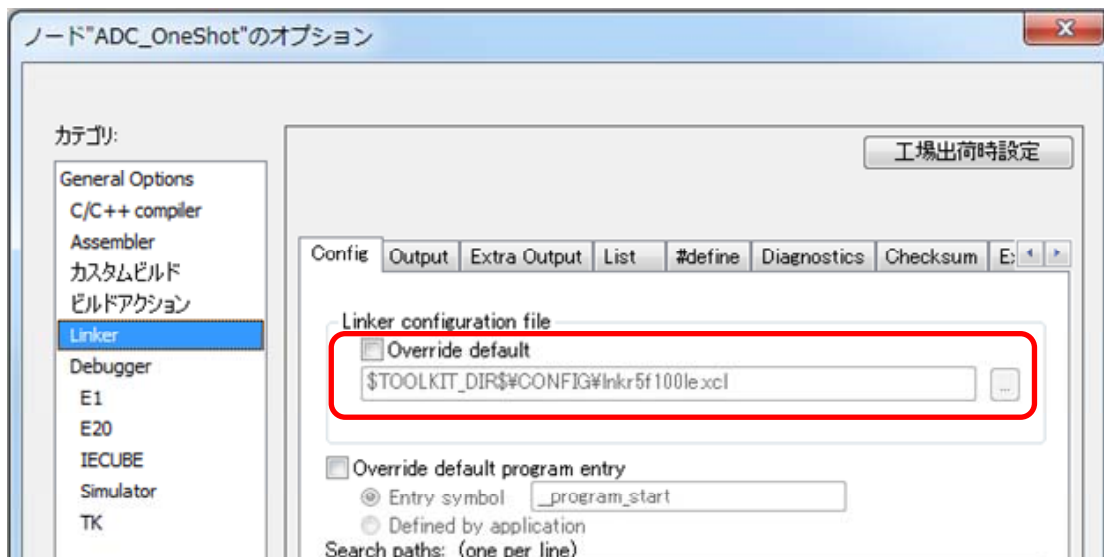 ノード"ADC_OneShot"のオプション
カテゴリ:
工場出荷時設定
General Options
C/C++ compiler
Assembler
カスタムビルド
ビルドアクション
Linker
Debugger
E1
E20
IECUBE
Simulator
TK
Config Output Extra Output List #define Diagnostics Checksum
Linker configuration file
Override default
$TOOLKIT_DIR$¥CONFIG¥lnkr5f100le.xcl
...
Override default program entry
Entry symbol __program_start
Defined by application
Search paths: (one per line)